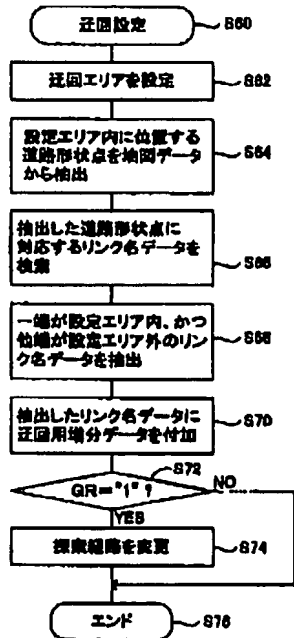 迂回設定
S60
迂回エリアを設定
S62
設定エリア内に位置する
道路形状点を地図データ
から抽出
S64
抽出した道路形状点に
対応するリンク名データを
検索
S66
一端が設定エリア内、かつ
他端が設定エリア外のリン
ク名データを抽出
S68
抽出したリンク名データに
迂回用増分データを付加
S70
S72
GR="1" ?
NO
YES
探索経路を変更
S74
エンド
S76